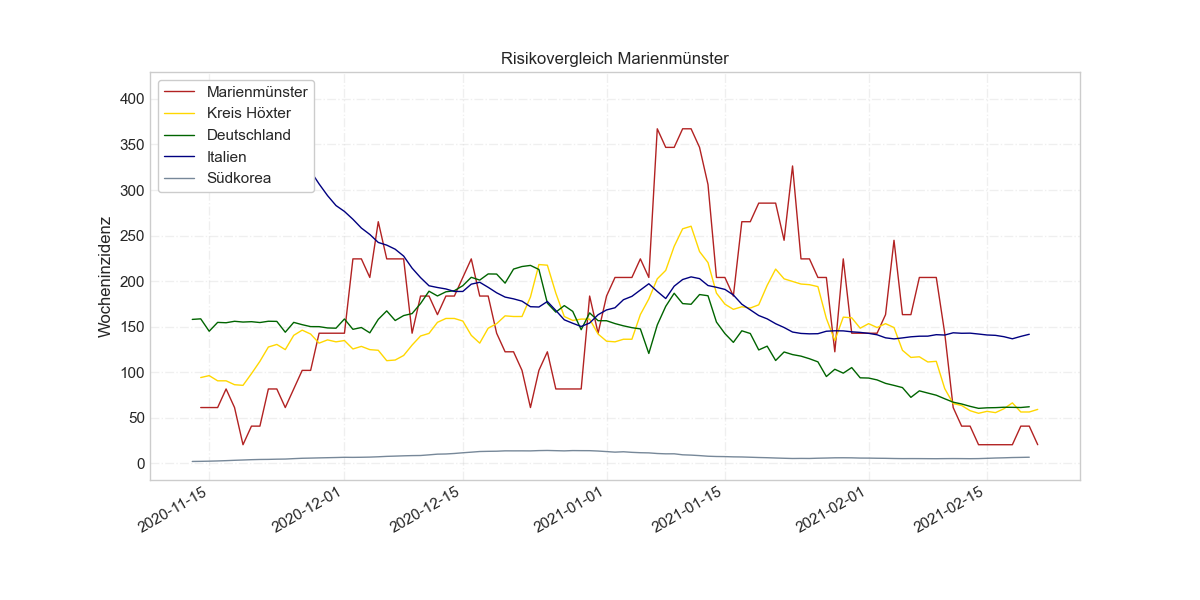 Risikovergleich Marienmünster
Marienmünster
Kreis Höxter
Deutschland
Italien
Südkorea
Wocheninzidenz
400
350
300
250
200
150
100
50
0
2020-11-15
2020-12-01
2020-12-15
2021-01-01
2021-01-15
2021-02-01
2021-02-15